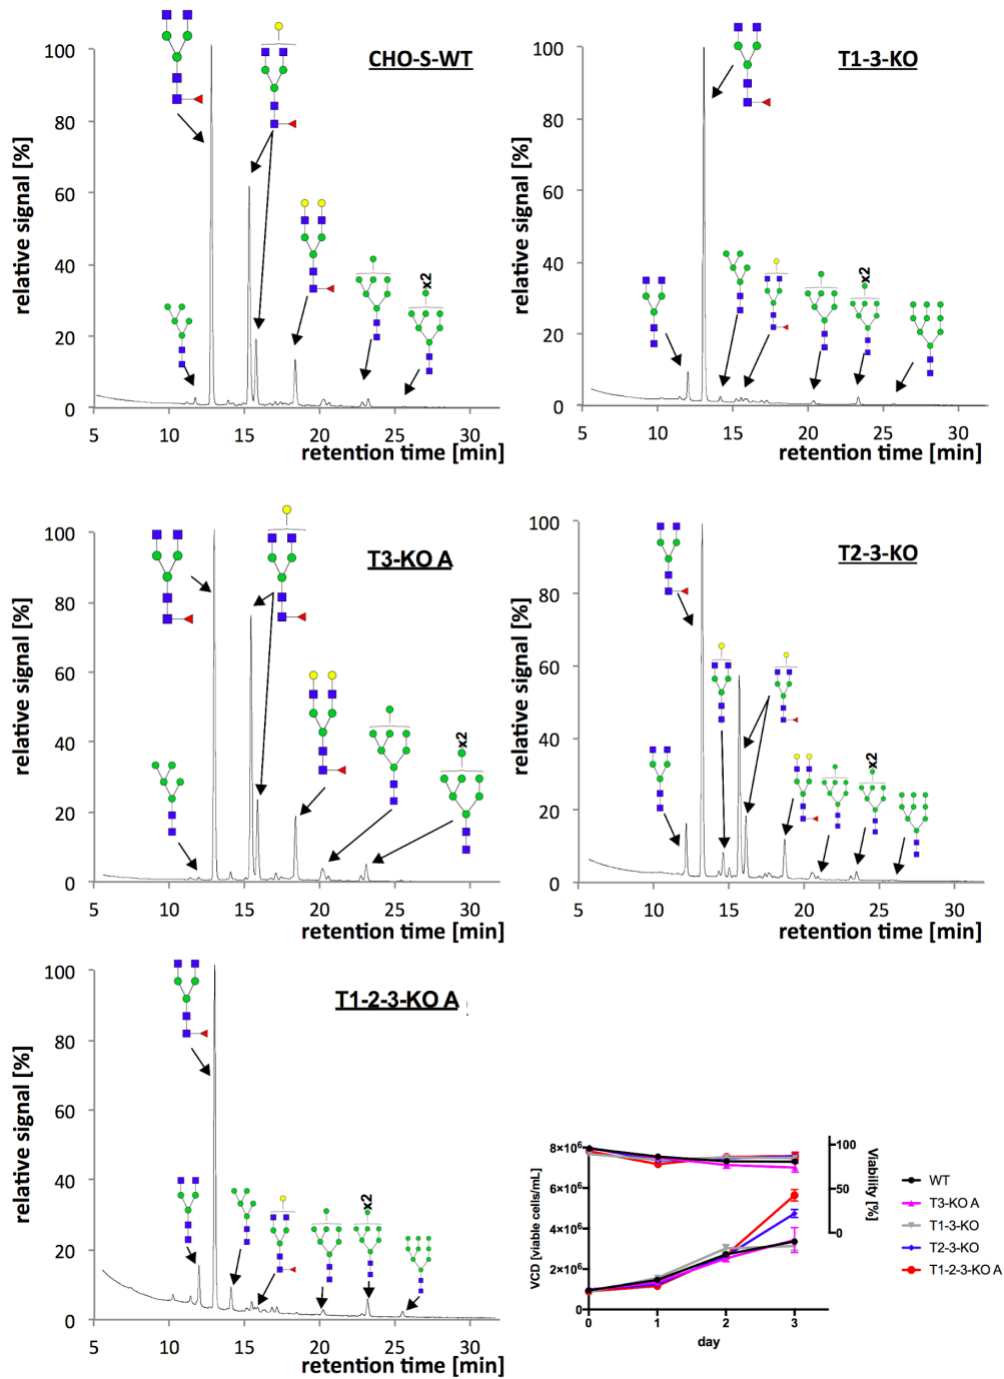 CHO-S-WT
relative signal [%]
100
80
60
40
20
0
x2
5 10 15 20 25 30
retention time [min]
T1-3-KO
relative signal [%]
100
80
60
40
20
0
x2
5 10 15 20 25 30
retention time [min]
T3-KO A
relative signal [%]
100
80
60
40
20
0
x2
5 10 15 20 25 30
retention time [min]
T2-3-KO
relative signal [%]
100
80
60
40
20
0
x2
5 10 15 20 25 30
retention time [min]
T1-2-3-KO A
relative signal [%]
100
80
60
40
20
0
x2
5 10 15 20 25 30
retention time [min]
VCD [viable cells/mL]
8×10⁶
6×10⁶
4×10⁶
2×10⁶
0
0 1 2 3
day
100
50
0
Viability [%]
WT
T3-KO A
T1-3-KO
T2-3-KO
T1-2-3-KO A